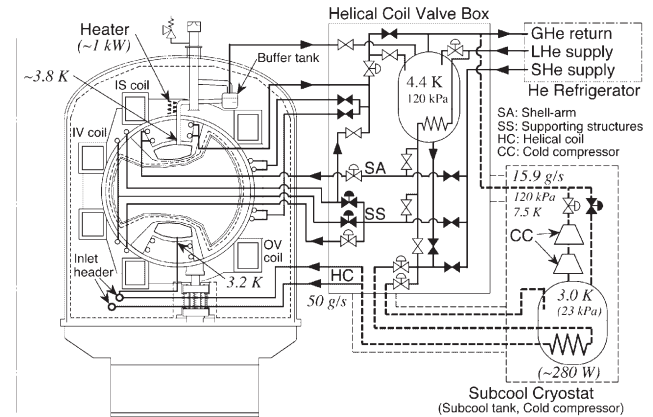 Helical Coil Valve Box
Heater
(~1 kW)
Buffer tank
GHe return
LHe supply
SHe supply
He Refrigerator
~3.8 K
IS coil
4.4 K
120 kPa
SA: Shell-arm
SS: Supporting structures
HC: Helical coil
CC: Cold compressor
IV coil
SA
15.9 g/s
120 kPa
7.5 K
SS
CC
OV
coil
Inlet
header
3.2 K
HC
50 g/s
3.0 K
(23 kPa)
(~280 W)
Subcool Cryostat
(Subcool tank, Cold compressor)